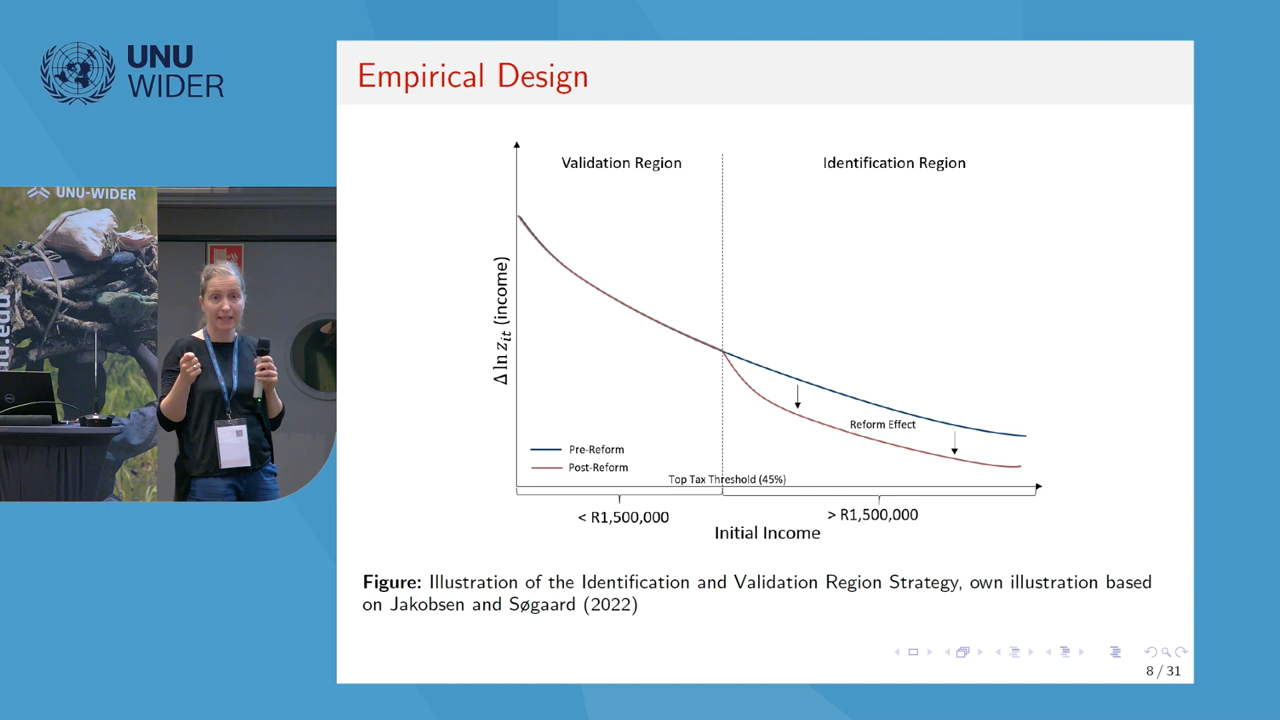 UNU
WIDER
UNU-WIDER
Empirical Design
Validation Region
Identification Region
Δ ln z_it (income)
Reform Effect
Pre-Reform
Post-Reform
Top Tax Threshold (45%)
< R1,500,000
> R1,500,000
Initial Income
Figure: Illustration of the Identification and Validation Region Strategy, own illustration based
on Jakobsen and Søgaard (2022)
8 / 31